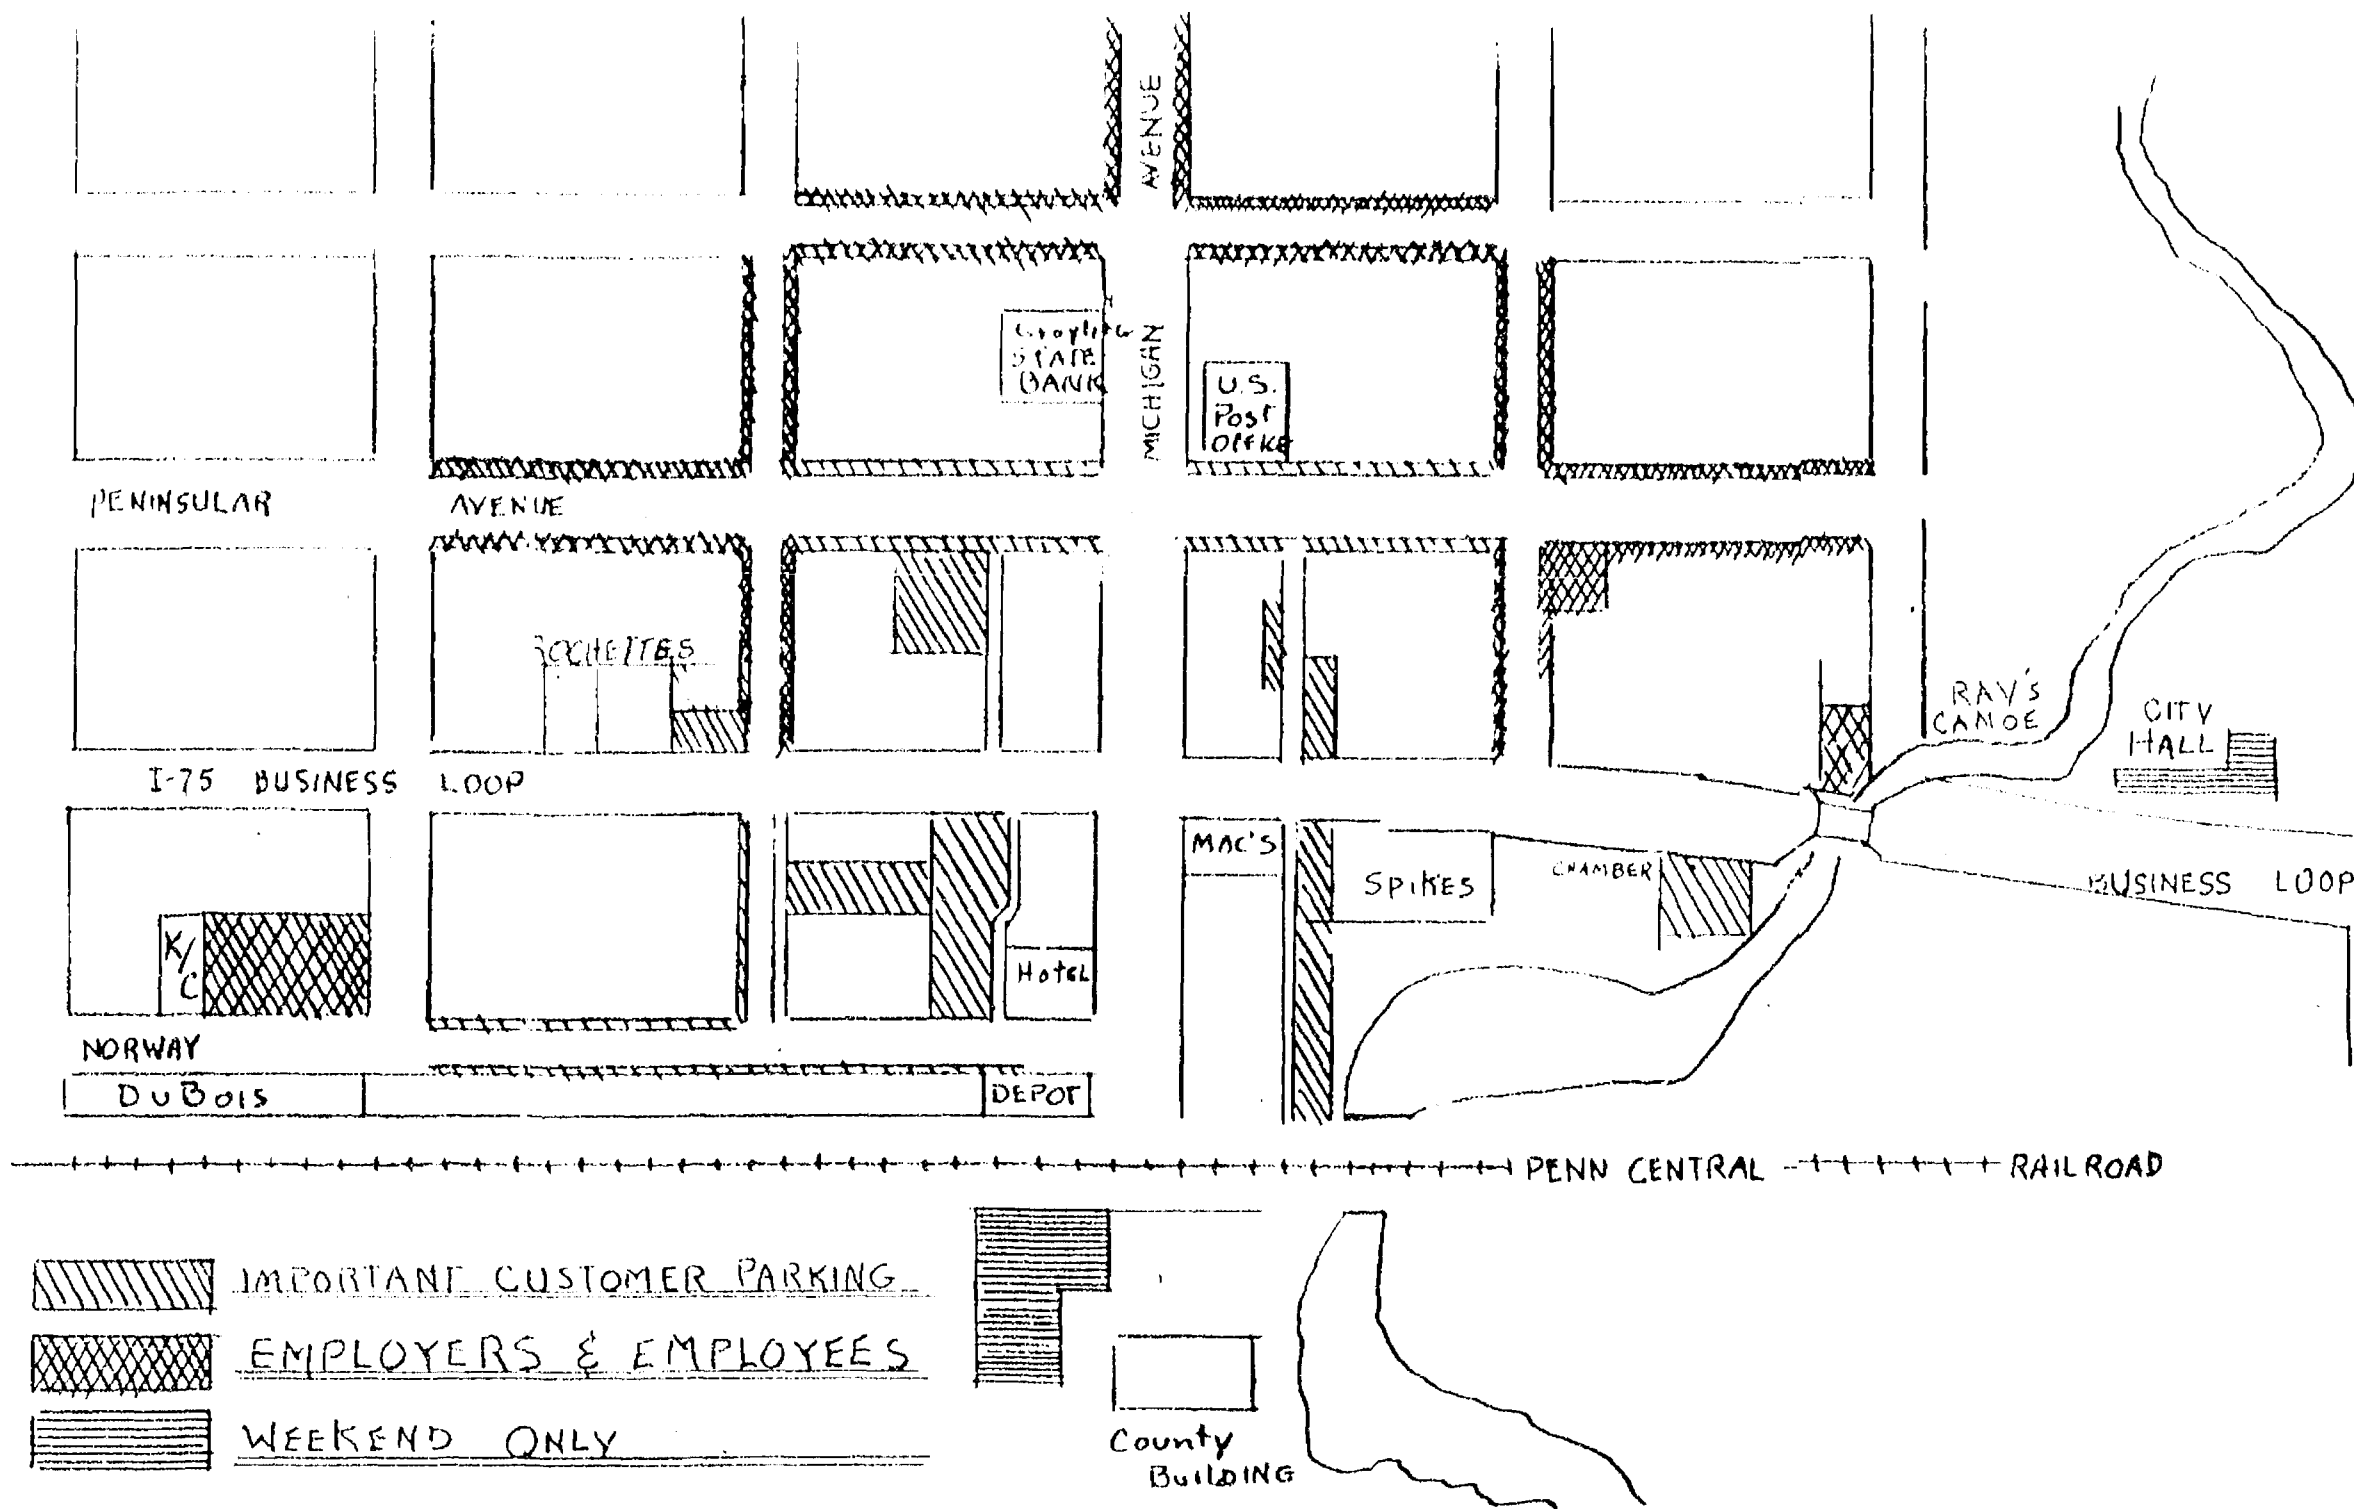 AVENUE
MICHIGAN
Grayling
STATE
BANK
U.S.
Post
OFFICE
PENINSULAR AVENUE
ROCHETTES
RAY'S
CANOE
CITY
HALL
I-75 BUSINESS LOOP
MAC'S
SPIKES
CHAMBER
BUSINESS LOOP
K/C
HOTEL
NORWAY
DuBois
DEPOT
PENN CENTRAL RAILROAD
IMPORTANT CUSTOMER PARKING
EMPLOYERS & EMPLOYEES
WEEKEND ONLY
County
BUILDING